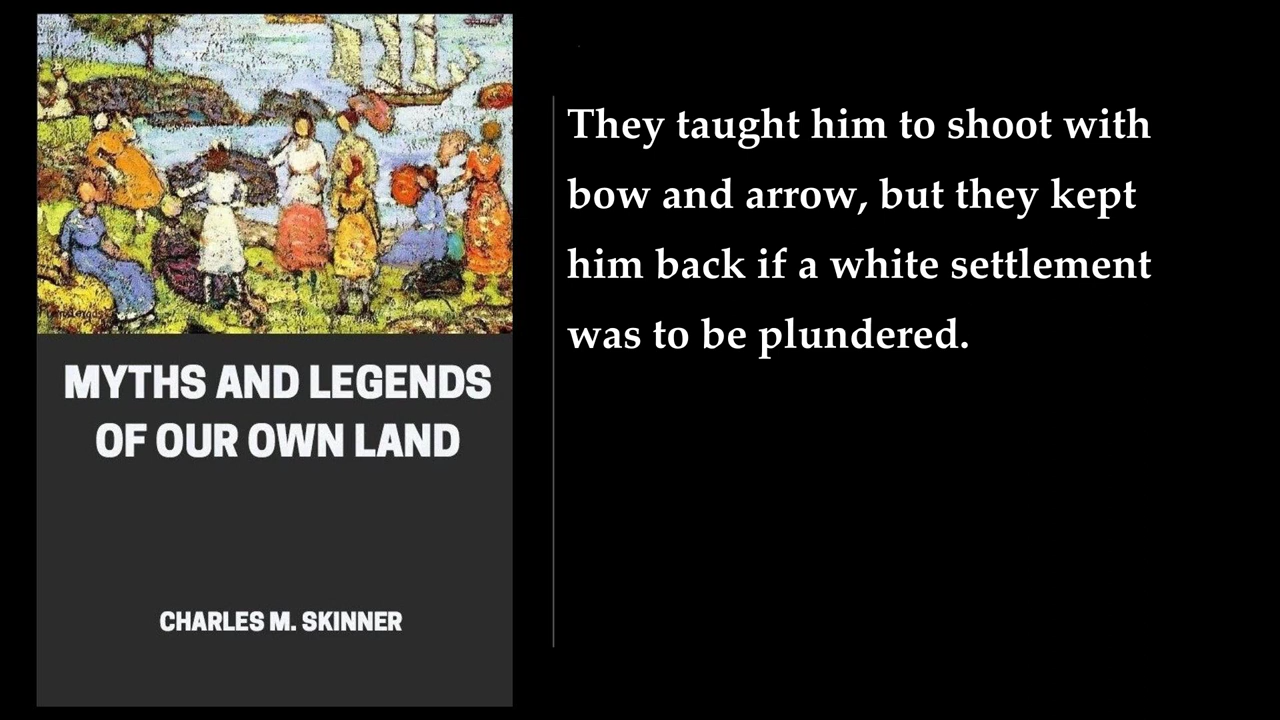 MYTHS AND LEGENDS
OF OUR OWN LAND
CHARLES M. SKINNER
They taught him to shoot with
bow and arrow, but they kept
him back if a white settlement
was to be plundered.